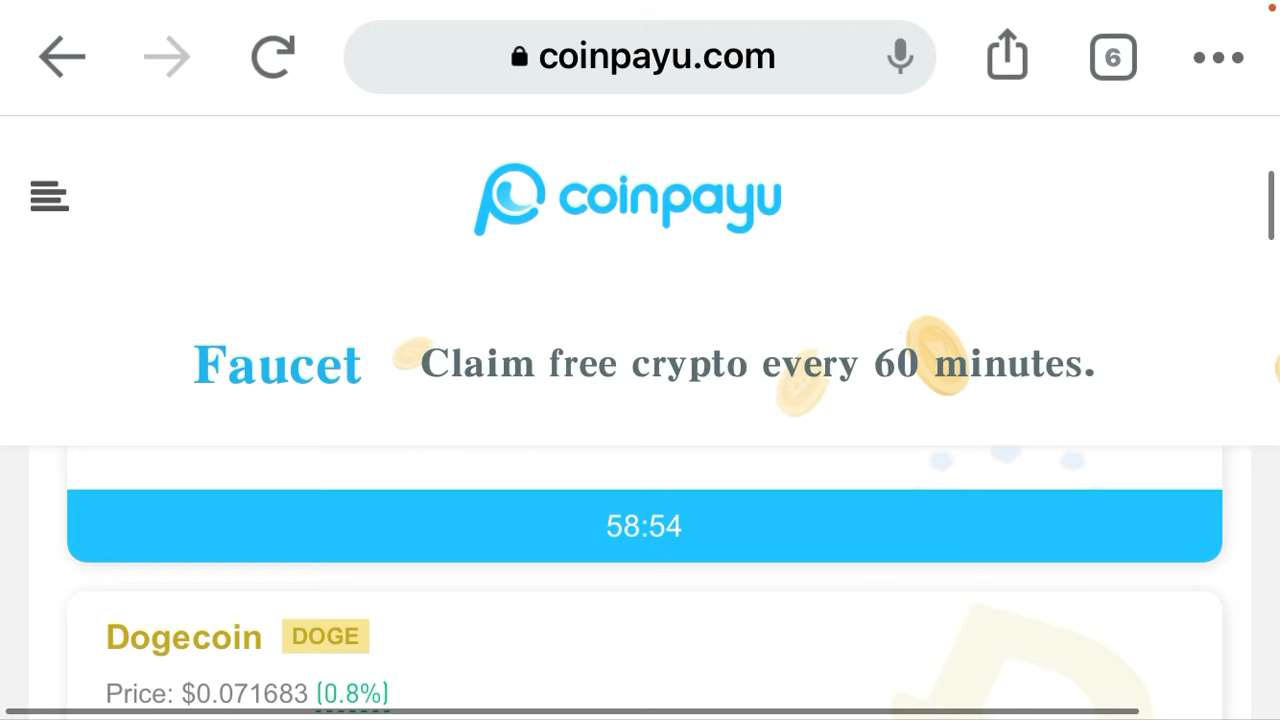 coinpayu.com
6
coinpayu
Faucet Claim free crypto every 60 minutes.
58:54
Dogecoin DOGE
Price: $0.071683 (0.8%)